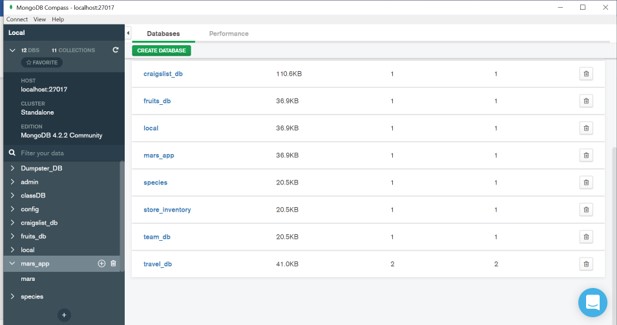 MongoDB Compass - localhost:27017
Connect View Help
Local
12 DBS 11 COLLECTIONS
FAVORITE
HOST
localhost:27017
CLUSTER
Standalone
EDITION
MongoDB 4.2.2 Community
Filter your data
Dumpster_DB
admin
classDB
config
craigslist_db
fruits_db
local
mars_app
mars
species
Databases Performance
CREATE DATABASE
craigslist_db 110.6KB 1 1
fruits_db 36.9KB 1 1
local 36.9KB 1 1
mars_app 36.9KB 1 1
species 20.5KB 1 1
store_inventory 20.5KB 1 1
team_db 20.5KB 1 1
travel_db 41.0KB 2 2